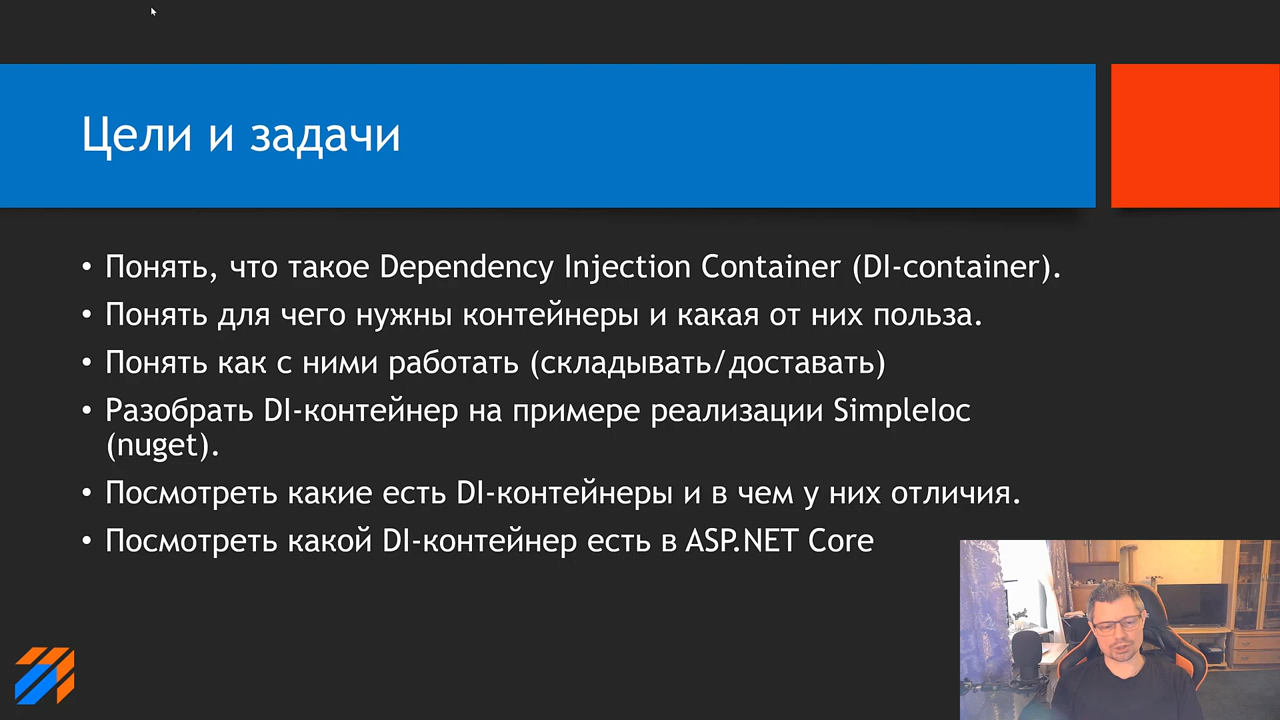 Цели и задачи
• Понять, что такое Dependency Injection Container (DI-container).
• Понять для чего нужны контейнеры и какая от них польза.
• Понять как с ними работать (складывать/доставать)
• Разобрать DI-контейнер на примере реализации SimpleIoc
(nuget).
• Посмотреть какие есть DI-контейнеры и в чем у них отличия.
• Посмотреть какой DI-контейнер есть в ASP.NET Core